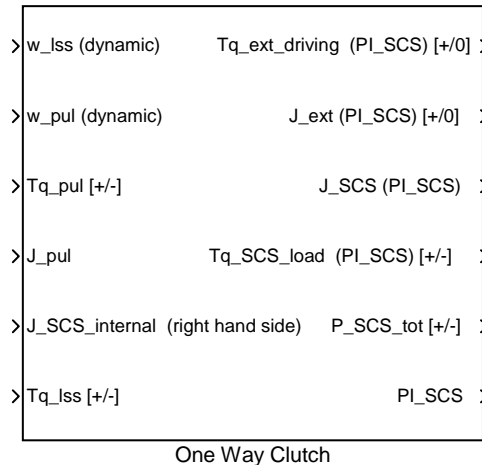 w_lss (dynamic) Tq_ext_driving (PI_SCS) [+/0]
w_pul (dynamic) J_ext (PI_SCS) [+/0]
Tq_pul [+/-] J_SCS (PI_SCS)
J_pul Tq_SCS_load (PI_SCS) [+/-]
J_SCS_internal (right hand side) P_SCS_tot [+/-]
Tq_lss [+/-] PI_SCS
One Way Clutch